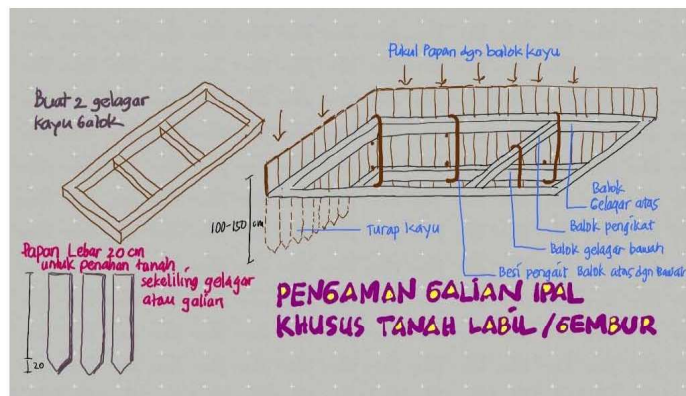 Pukul Papan dgn balok kayu
Buat 2 gelagar
kayu balok
100-150 cm
Turap kayu
Balok
Gelagar atas
Balok pengikat
Balok gelagar bawah
Besi pengait Balok atas dgn Bawah
Papan Lebar 20 cm
untuk penahan tanah
sekeliling gelagar
atau galian
20
PENGAMAN GALIAN IPAL
KHUSUS TANAH LABIL/GEMBUR